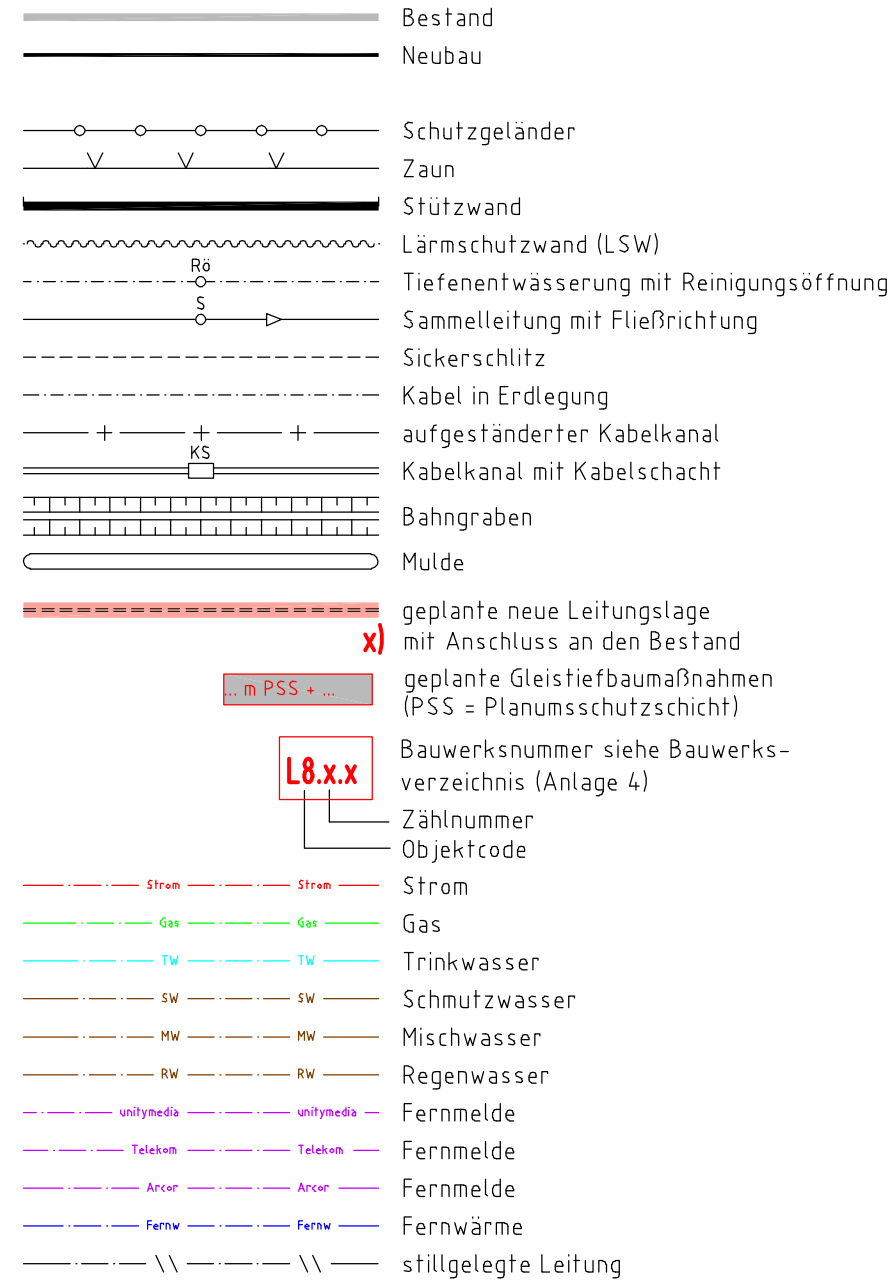 Bestand
Neubau
Schutzgeländer
Zaun
Stützwand
Lärmschutzwand (LSW)
Rö
Tiefenentwässerung mit Reinigungsöffnung
S
Sammelleitung mit Fließrichtung
Sickerschlitz
Kabel in Erdlegung
aufgeständerter Kabelkanal
KS
Kabelkanal mit Kabelschacht
Bahngraben
Mulde
geplante neue Leitungslage
x) mit Anschluss an den Bestand
... m PSS + ...
geplante Gleistiefbaumaßnahmen
(PSS = Planumsschutzschicht)
L8.x.x
Bauwerksnummer siehe Bauwerks-
verzeichnis (Anlage 4)
Zählnummer
Objektcode
Strom Strom Strom
Gas Gas Gas
TW TW Trinkwasser
SW SW Schmutzwasser
MW MW Mischwasser
RW RW Regenwasser
unitymedia unitymedia Fernmelde
Telekom Telekom Fernmelde
Arcor Arcor Fernmelde
Fernw Fernw Fernwärme
stillgelegte Leitung